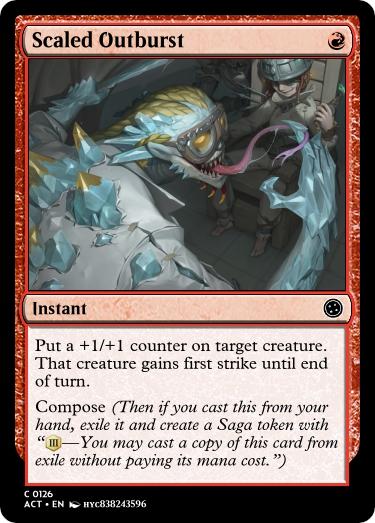 Scaled Outburst
Instant
Put a +1/+1 counter on target creature.
That creature gains first strike until end
of turn.
Compose (Then if you cast this from your
hand, exile it and create a Saga token with
“III—You may cast a copy of this card from
exile without paying its mana cost.”)
C 0126
ACT • EN HYC838243596